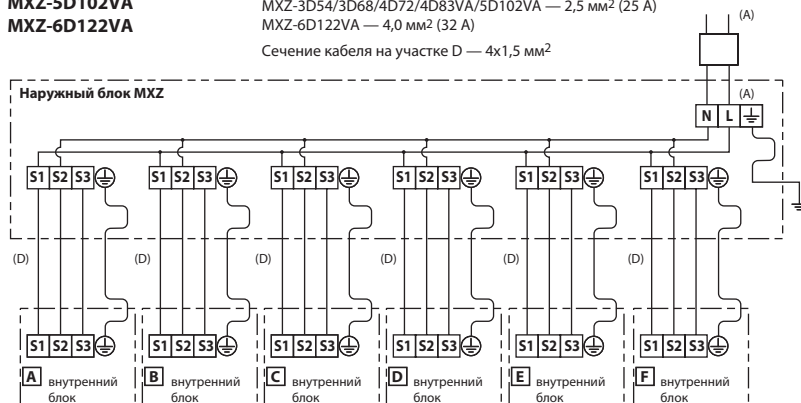 MXZ-5D102VA
MXZ-3D54/3D68/4D72/4D83VA/5D102VA — 2,5 мм² (25 А)
MXZ-6D122VA
MXZ-6D122VA — 4,0 мм² (32 А)
Сечение кабеля на участке D — 4x1,5 мм²
(A)
Наружный блок MXZ
(A)
N L
S1 S2 S3 S1 S2 S3 S1 S2 S3 S1 S2 S3 S1 S2 S3 S1 S2 S3
(D) (D) (D) (D) (D) (D)
S1 S2 S3 S1 S2 S3 S1 S2 S3 S1 S2 S3 S1 S2 S3 S1 S2 S3
A внутренний блок
B внутренний блок
C внутренний блок
D внутренний блок
E внутренний блок
F внутренний блок